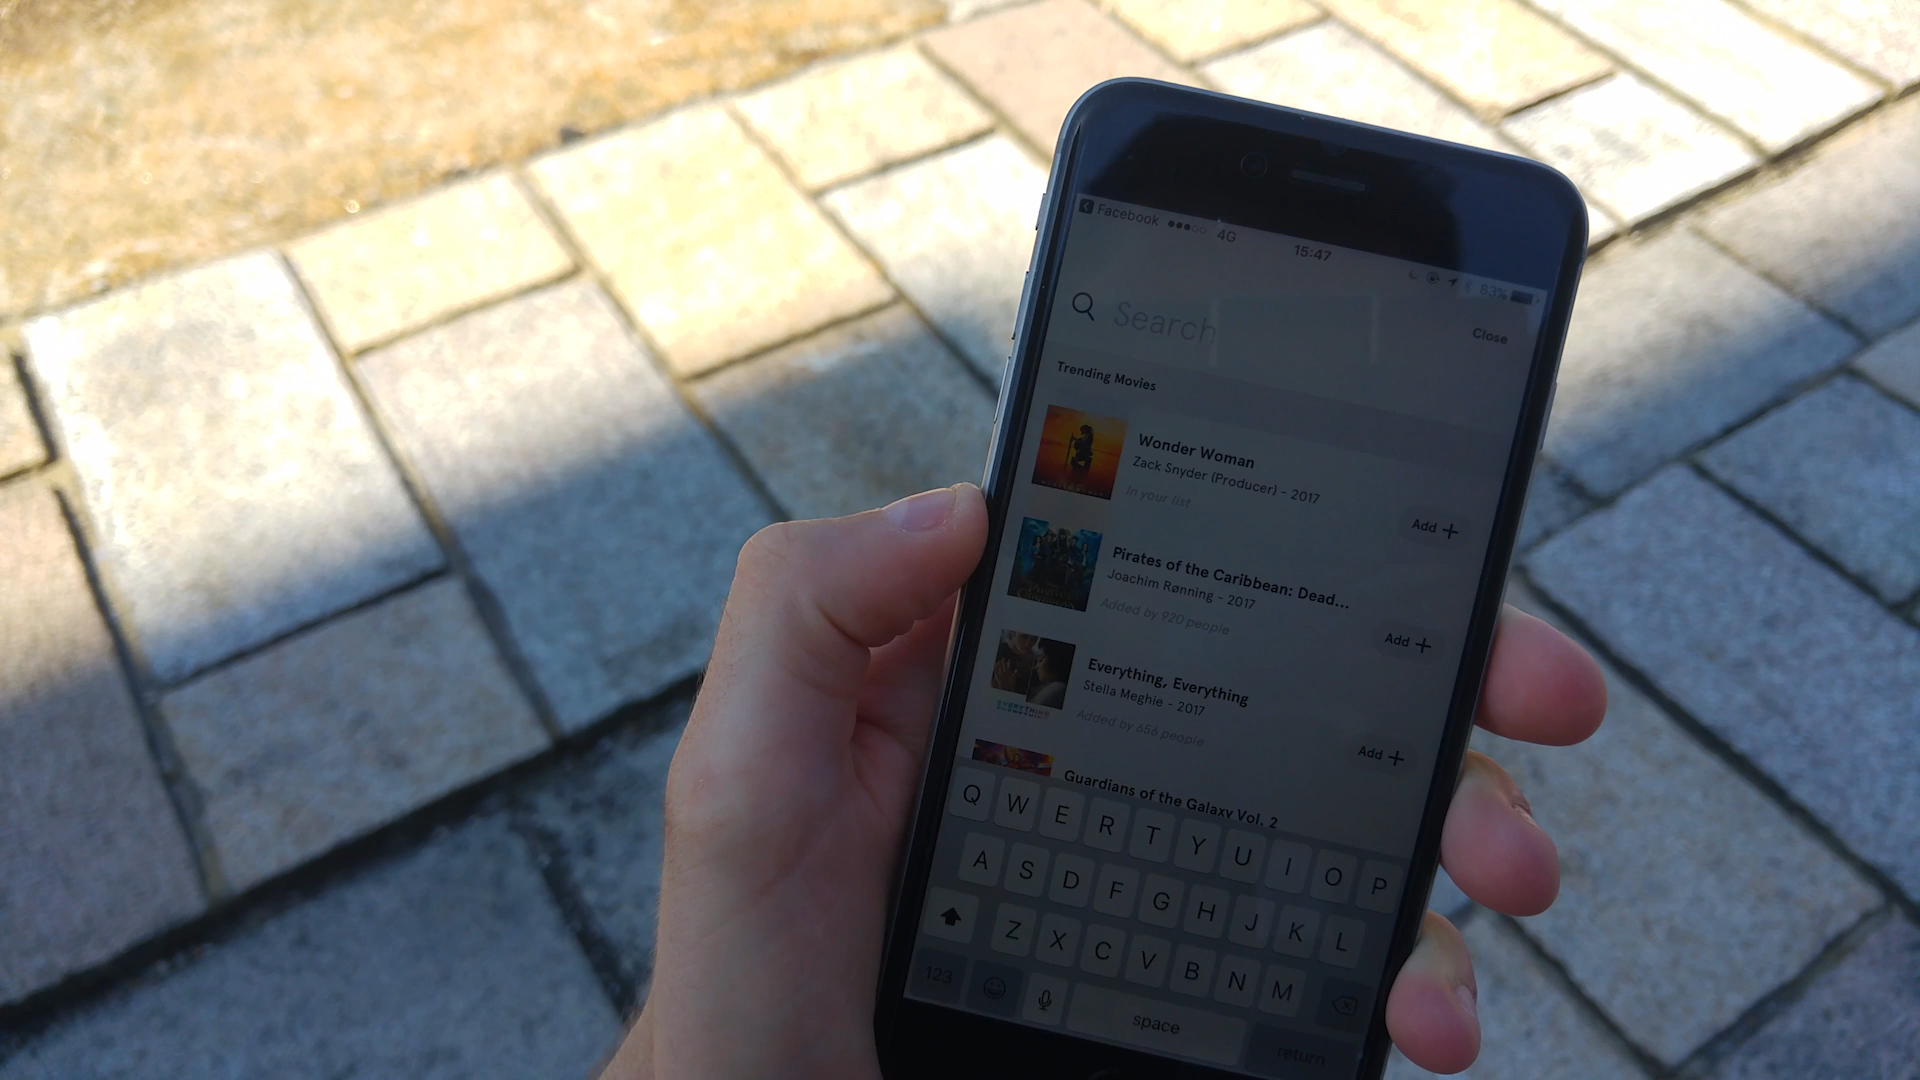 Facebook 4G 15:47 83%
Search Close
Trending Movies
Wonder Woman
Zack Snyder (Producer) - 2017
In your list
Add +
Pirates of the Caribbean: Dead...
Joachim Rønning - 2017
Added by 920 people
Add +
EVERYTHING
Everything, Everything
Stella Meghie - 2017
Added by 656 people
Add +
Guardians of the Galaxy Vol. 2
Q W E R T Y U I O P
A S D F G H J K L
Z X C V B N M
123 space return